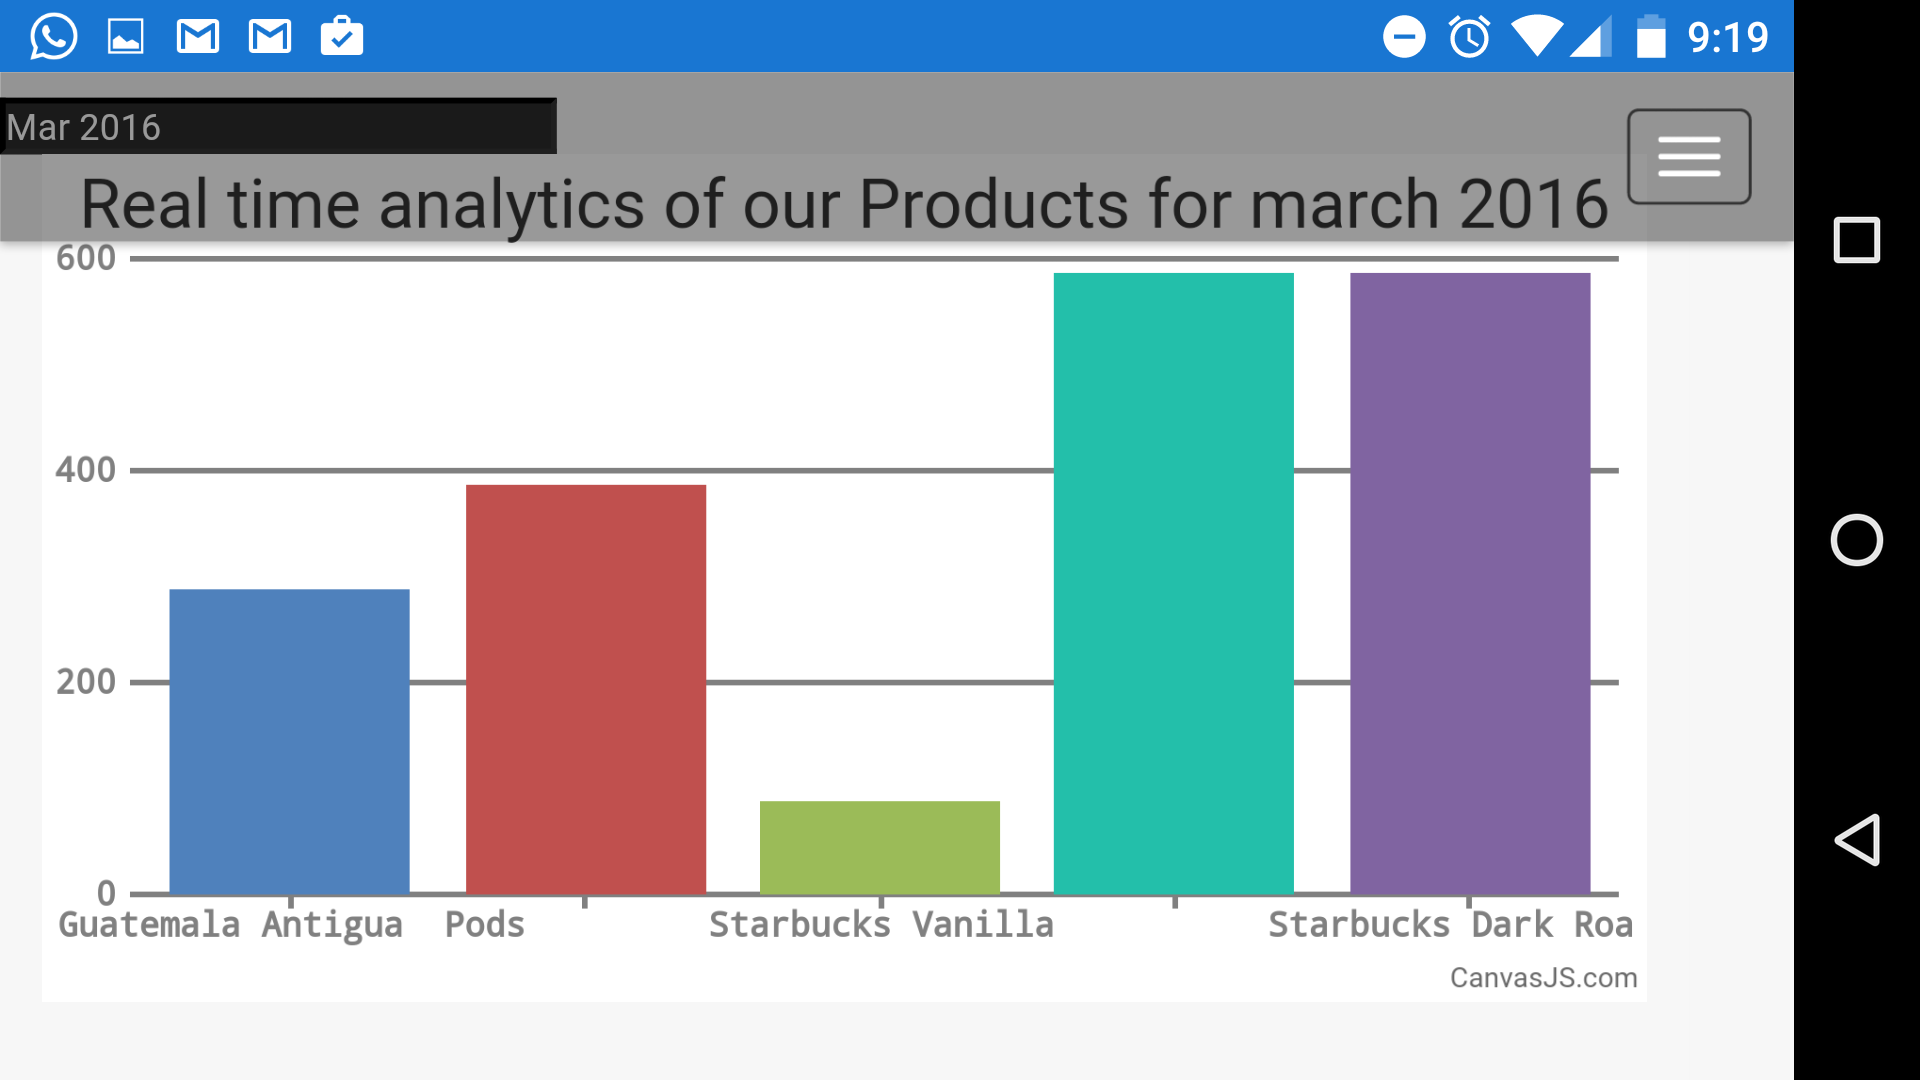 9:19
Mar 2016
Real time analytics of our Products for march 2016
600
400
200
0
Guatemala Antigua Pods Starbucks Vanilla Starbucks Dark Roa
CanvasJS.com